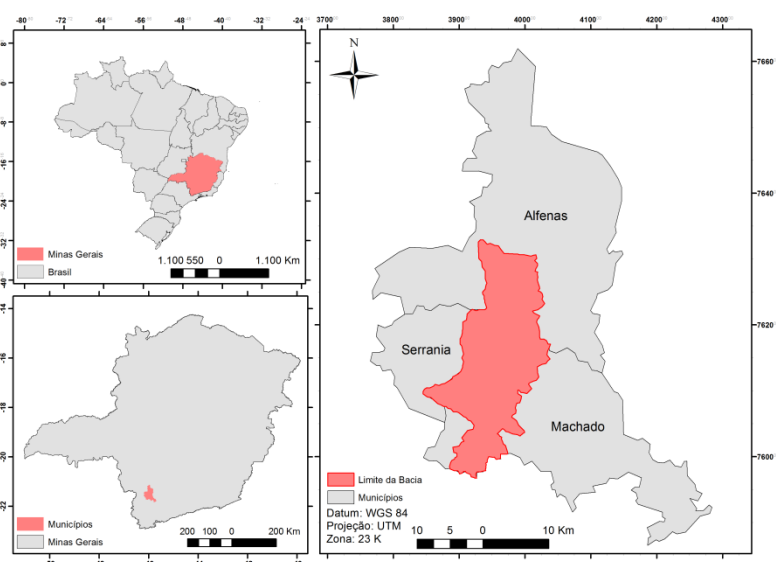 -80 -72 -64 -56 -48 -40 -32 -24
8
0
-8
-16
-24
-32
-40
Minas Gerais
Brasil
1.100 550 0 1.100 Km
-14
-16
-18
-20
-22
Municípios
Minas Gerais
200 100 0 200 Km
3700 3800 3900 4000 4100 4200 4300
N
7660
7640
7620
7600
Alfenas
Serrania
Machado
Limite da Bacia
Municípios
Datum: WGS 84
Projeção: UTM
Zona: 23 K
10 5 0 10 Km